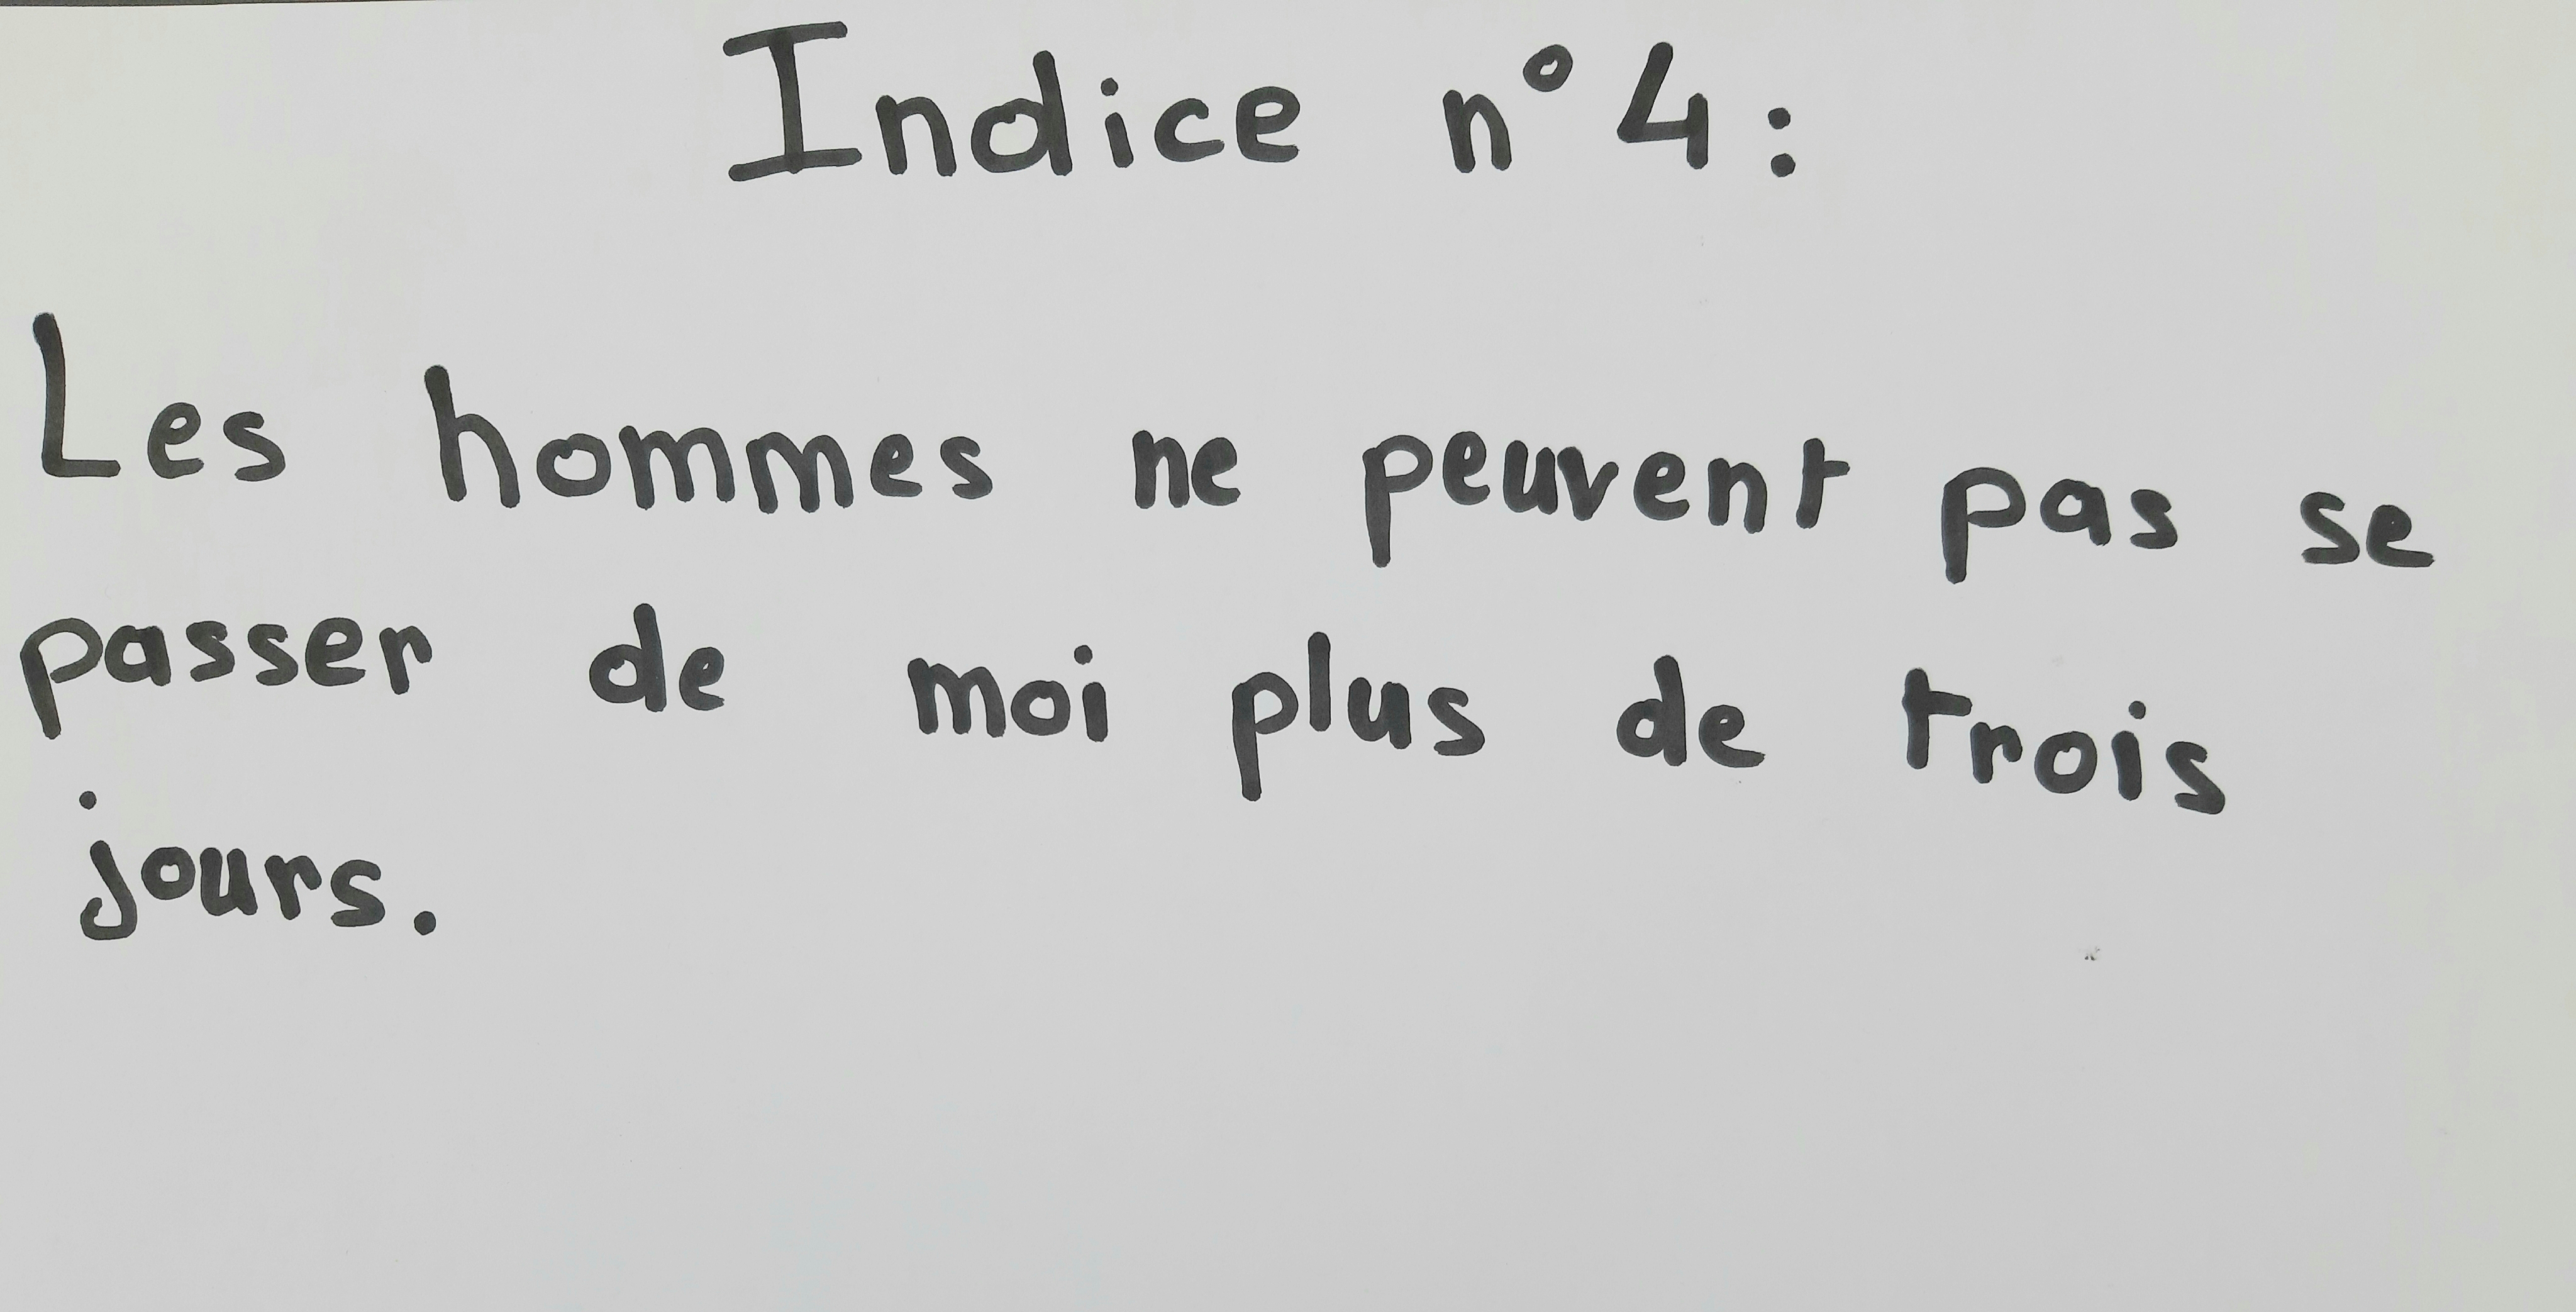 Indice n°4:
Les hommes ne peuvent pas se
passer de moi plus de trois
jours.